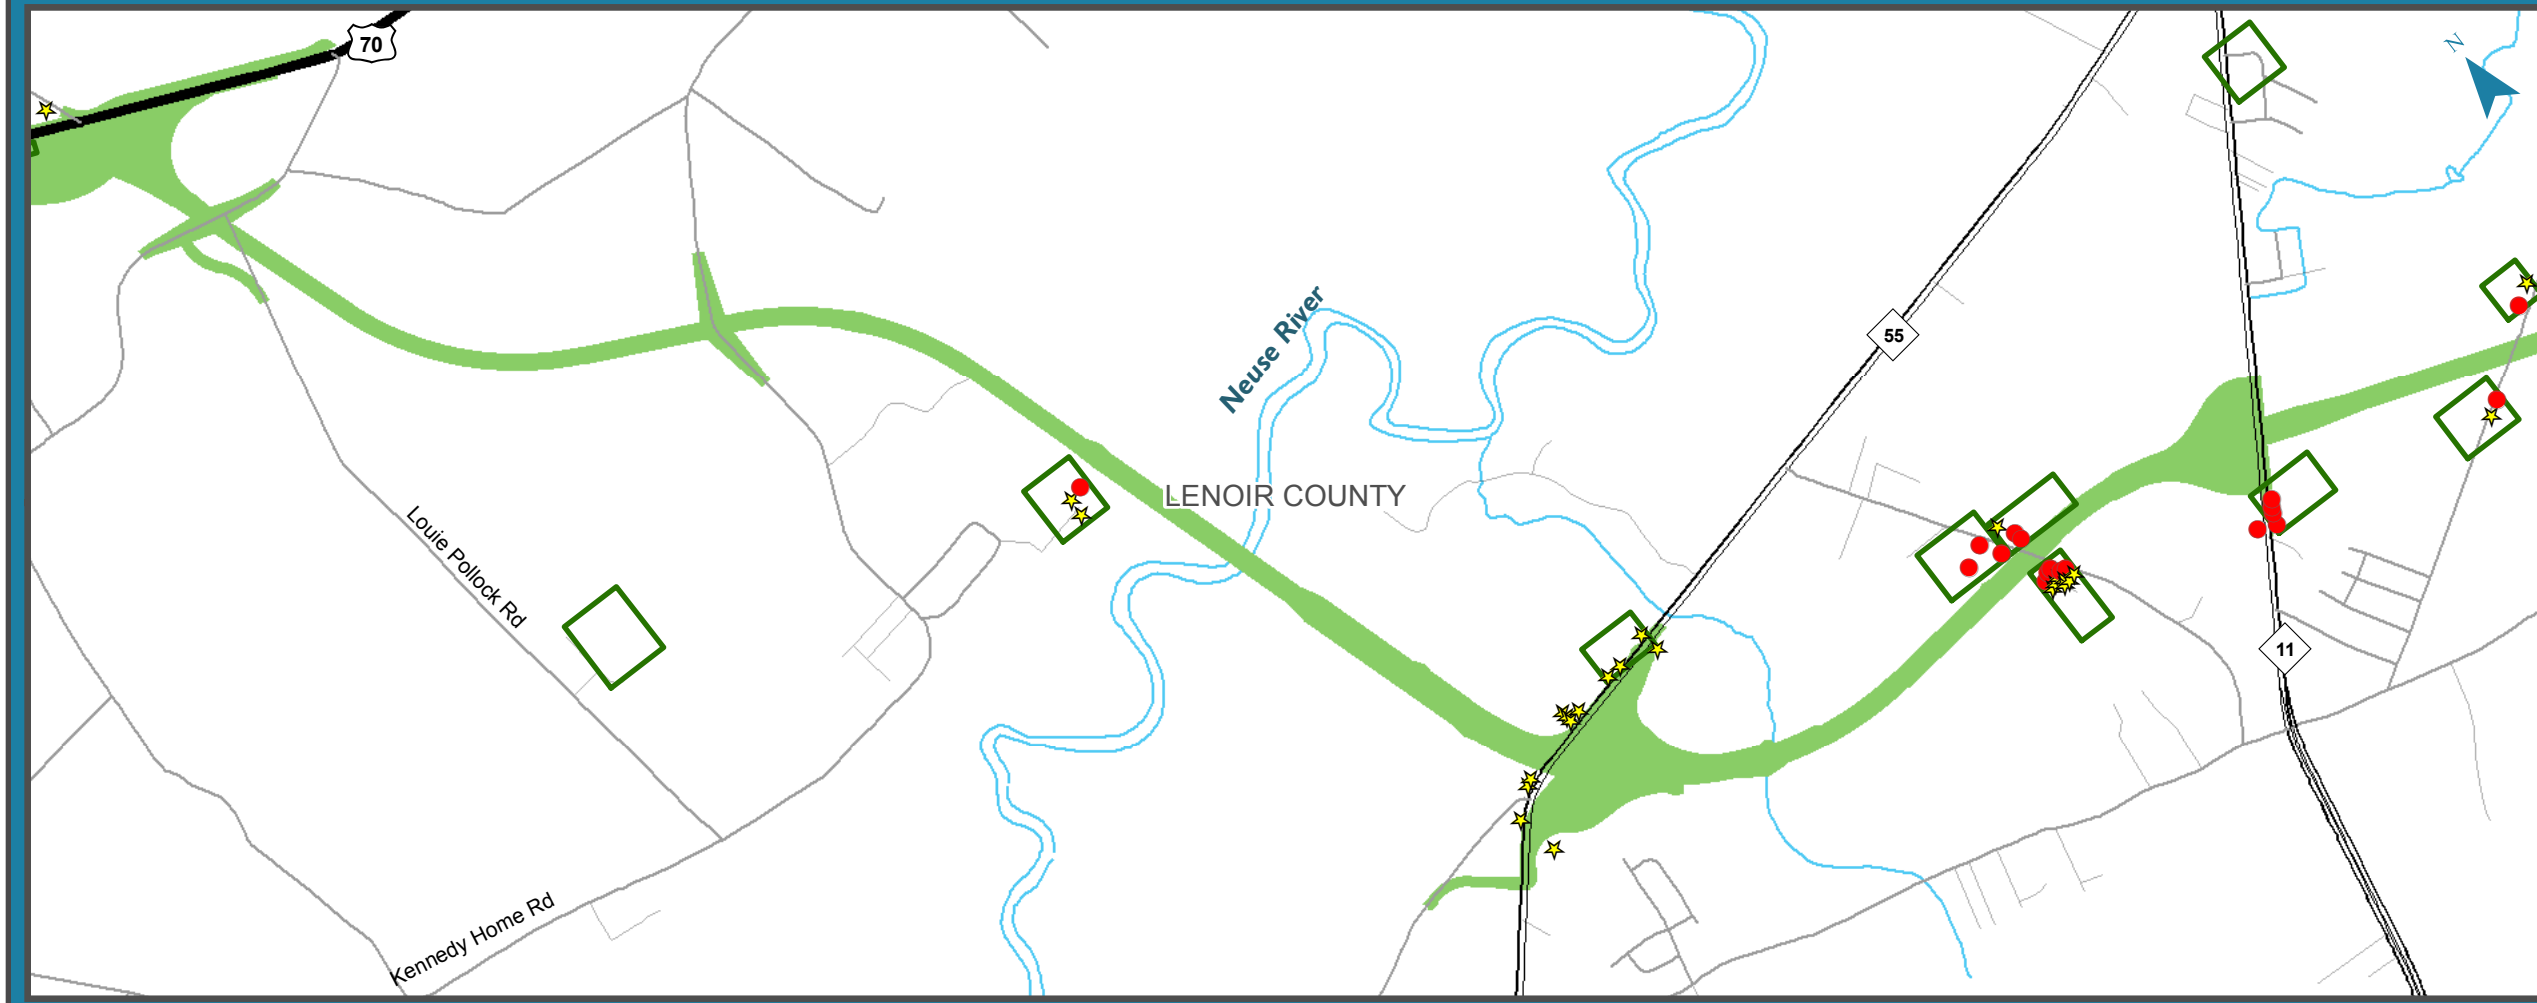 70
N
Neuse River
55
LENOIR COUNTY
Louie Pollock Rd
11
Kennedy Home Rd